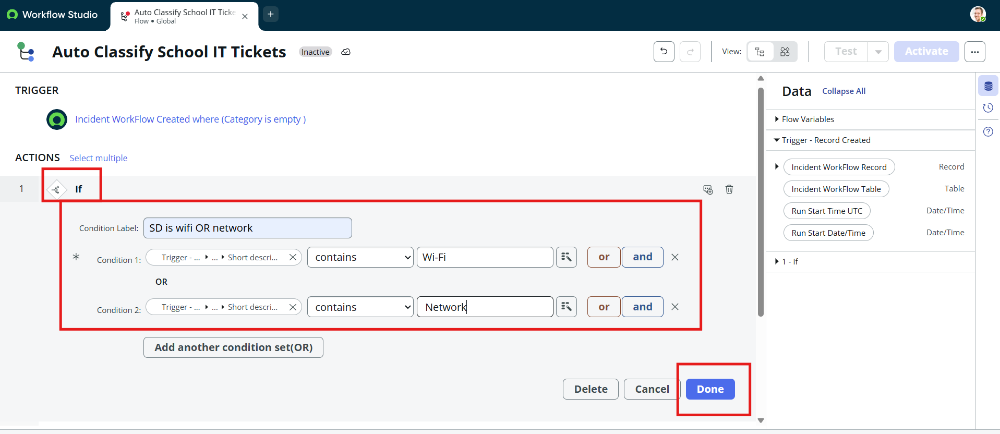 Workflow Studio
Auto Classify School IT Ticke
Flow • Global
Auto Classify School IT Tickets
Inactive
View:
Test
Activate
TRIGGER
Incident WorkFlow Created where (Category is empty )
ACTIONS Select multiple
1 If
Condition Label: SD is wifi OR network
* Condition 1: Trigger - ... ... Short descri... contains Wi-Fi or and
OR
Condition 2: Trigger - ... ... Short descri... contains Network or and
Add another condition set(OR)
Delete Cancel Done
Data Collapse All
Flow Variables
Trigger - Record Created
Incident WorkFlow Record Record
Incident WorkFlow Table Table
Run Start Time UTC Date/Time
Run Start Date/Time Date/Time
1 - If